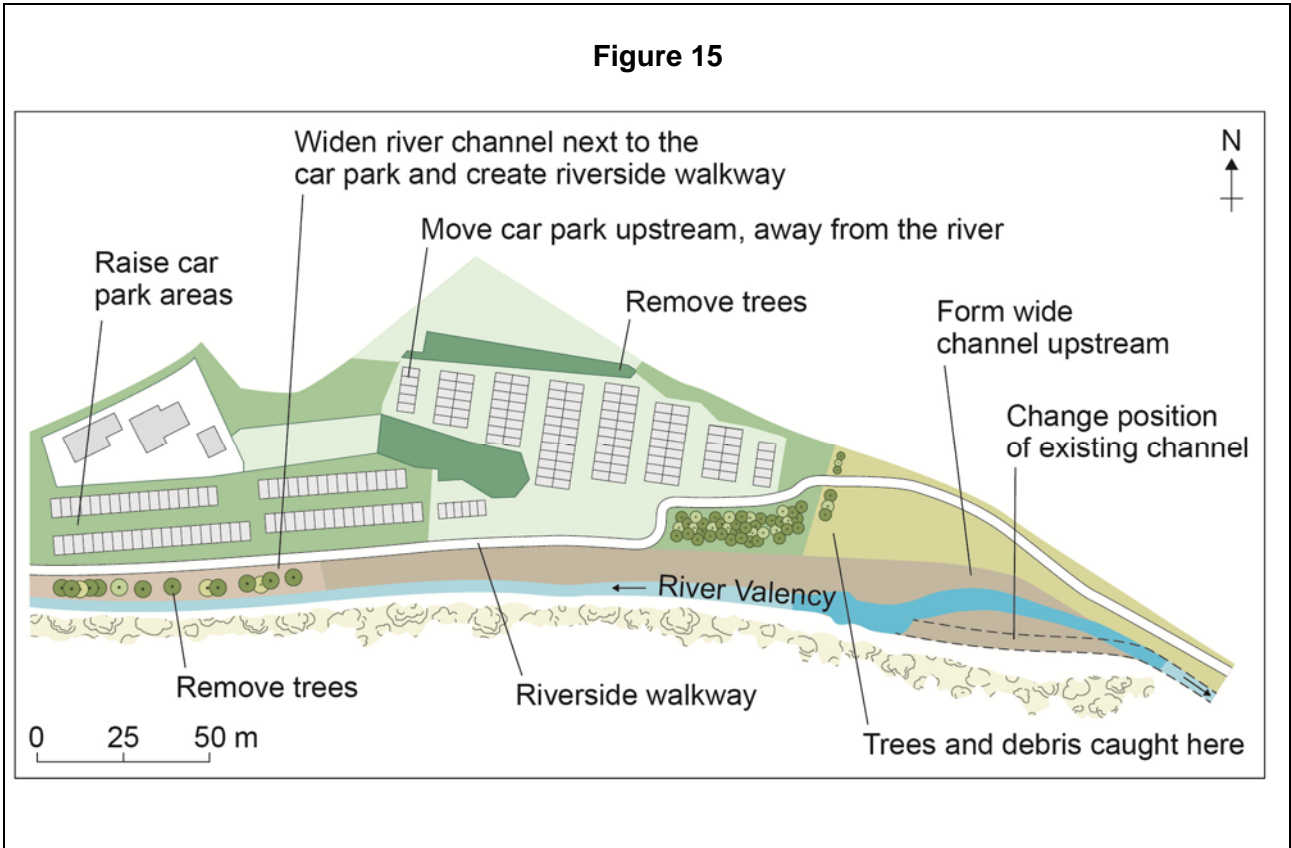 Figure 15
Widen river channel next to the
car park and create riverside walkway
N
Move car park upstream, away from the river
Raise car
park areas
Remove trees
Form wide
channel upstream
Change position
of existing channel
← River Valency
Remove trees
Riverside walkway
Trees and debris caught here
0 25 50 m